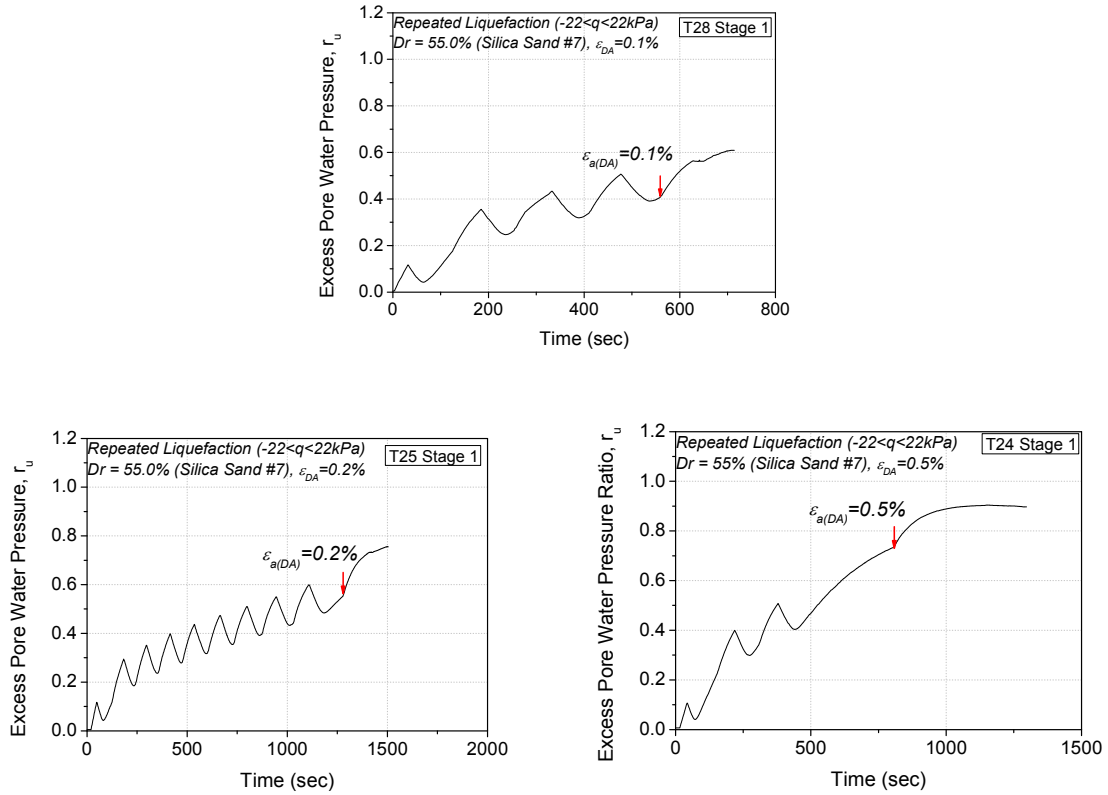 Repeated Liquefaction (-22<q<22kPa)
Dr = 55.0% (Silica Sand #7), εDA=0.1%
T28 Stage 1
Excess Pore Water Pressure, ru
1.2
1.0
0.8
0.6
0.4
0.2
0.0
εa(DA)=0.1%
0 200 400 600 800
Time (sec)
Repeated Liquefaction (-22<q<22kPa)
Dr = 55.0% (Silica Sand #7), εDA=0.2%
T25 Stage 1
Excess Pore Water Pressure, ru
1.2
1.0
0.8
0.6
0.4
0.2
0.0
εa(DA)=0.2%
0 500 1000 1500 2000
Time (sec)
Repeated Liquefaction (-22<q<22kPa)
Dr = 55% (Silica Sand #7), εDA=0.5%
T24 Stage 1
Excess Pore Water Pressure Ratio, ru
1.2
1.0
0.8
0.6
0.4
0.2
0.0
εa(DA)=0.5%
0 500 1000 1500
Time (sec)